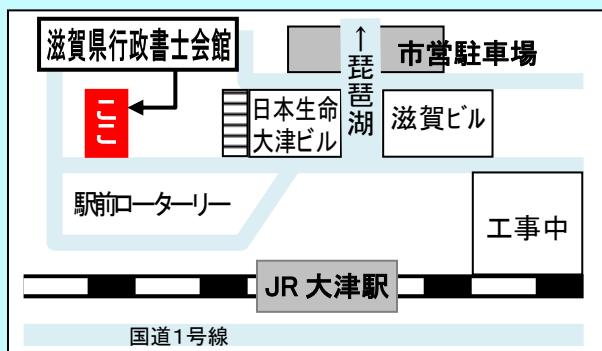 滋賀県行政書士会館
ここ
↑琵琶湖
市営駐車場
日本生命
大津ビル
滋賀ビル
駅前ローターリー
工事中
JR 大津駅
国道1号線